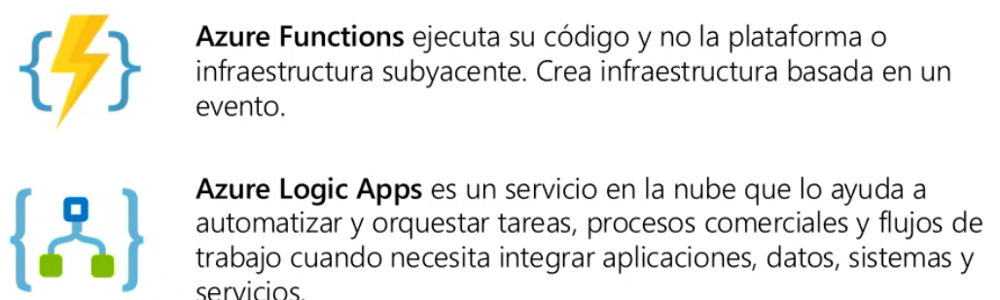 Azure Functions ejecuta su código y no la plataforma o
infraestructura subyacente. Crea infraestructura basada en un
evento.
Azure Logic Apps es un servicio en la nube que lo ayuda a
automatizar y orquestar tareas, procesos comerciales y flujos de
trabajo cuando necesita integrar aplicaciones, datos, sistemas y
servicios.